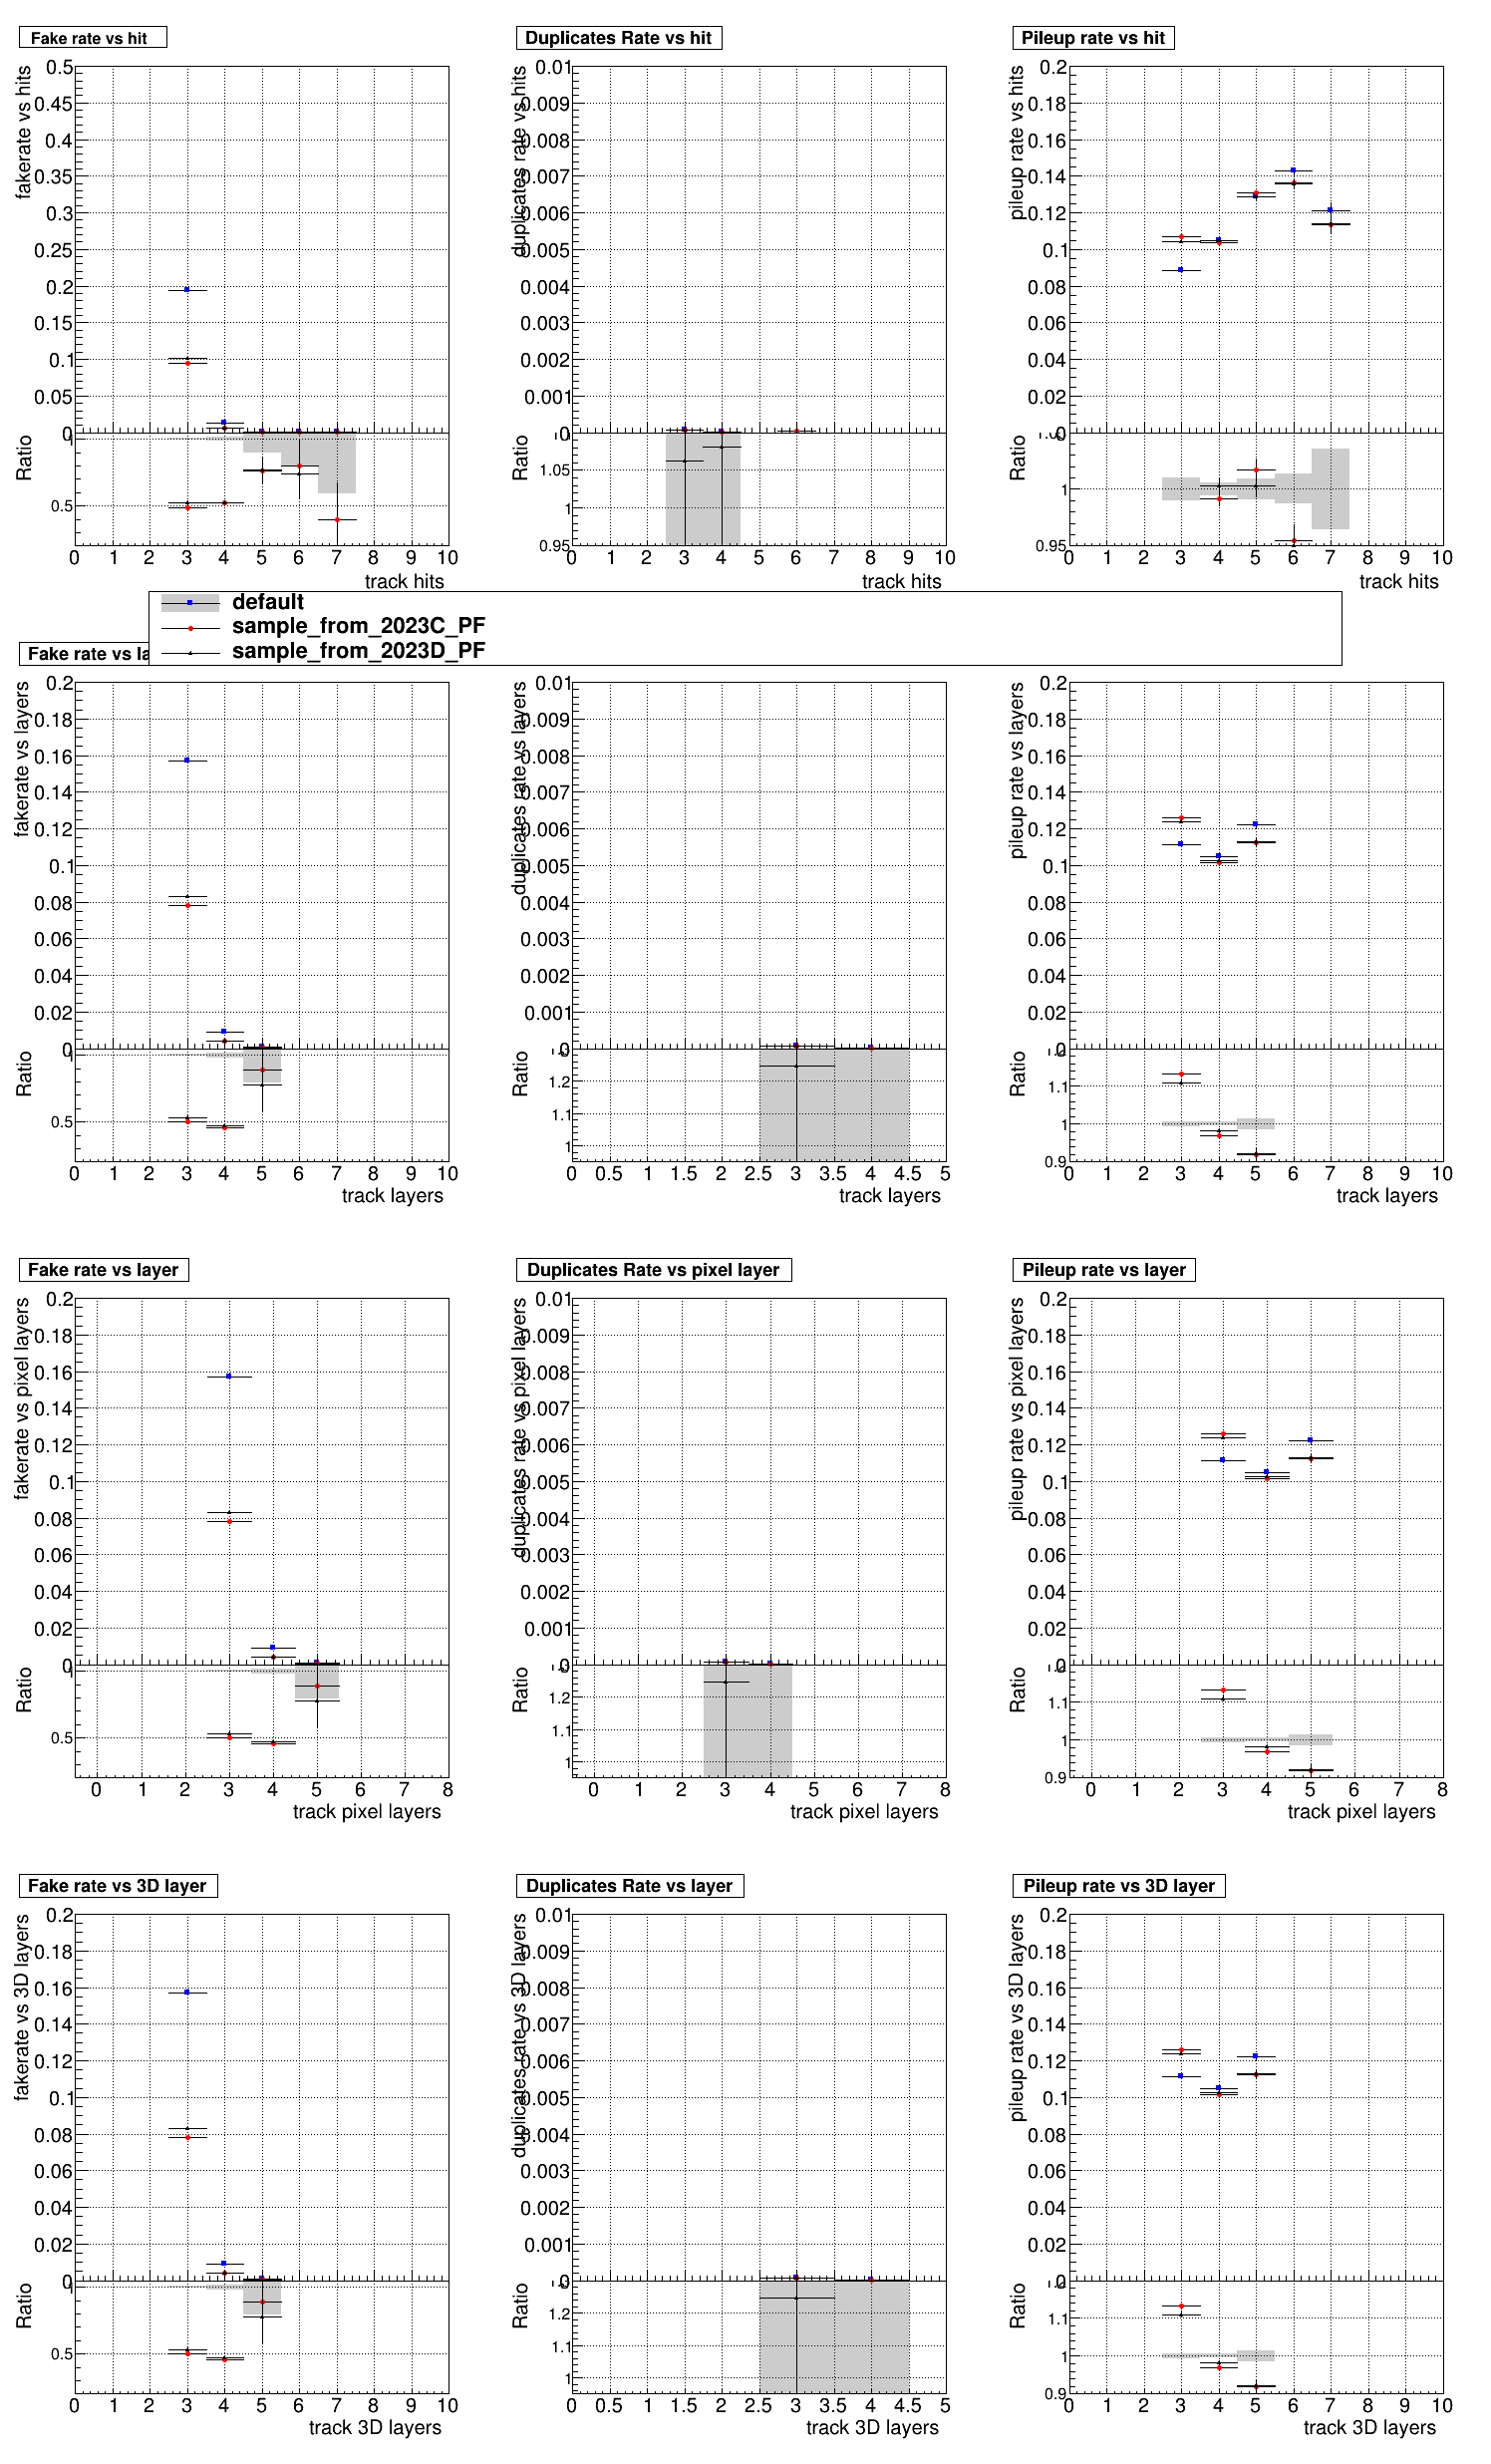 Fake rate vs hit
fakerate vs hits
0.5
0.45
0.4
0.35
0.3
0.25
0.2
0.15
0.1
0.05
0
Ratio
1
0.5
0 1 2 3 4 5 6 7 8 9 10
track hits
Duplicates Rate vs hit
duplicates rate vs hits
0.01
0.009
0.008
0.007
0.006
0.005
0.004
0.003
0.002
0.001
0
Ratio
1.05
1
0.95
0 1 2 3 4 5 6 7 8 9 10
track hits
Pileup rate vs hit
pileup rate vs hits
0.2
0.18
0.16
0.14
0.12
0.1
0.08
0.06
0.04
0.02
0
Ratio
1
0.95
0 1 2 3 4 5 6 7 8 9 10
track hits
default
sample_from_2023C_PF
sample_from_2023D_PF
Fake rate vs la
fakerate vs layers
0.2
0.18
0.16
0.14
0.12
0.1
0.08
0.06
0.04
0.02
0
Ratio
1
0.5
0 1 2 3 4 5 6 7 8 9 10
track layers
duplicates rate vs layers
0.01
0.009
0.008
0.007
0.006
0.005
0.004
0.003
0.002
0.001
0
Ratio
1.2
1.1
1
0 0.5 1 1.5 2 2.5 3 3.5 4 4.5 5
track layers
pileup rate vs layers
0.2
0.18
0.16
0.14
0.12
0.1
0.08
0.06
0.04
0.02
0
Ratio
1.1
1
0.9
0 1 2 3 4 5 6 7 8 9 10
track layers
Fake rate vs layer
fakerate vs pixel layers
0.2
0.18
0.16
0.14
0.12
0.1
0.08
0.06
0.04
0.02
0
Ratio
1
0.5
0 1 2 3 4 5 6 7 8
track pixel layers
Duplicates Rate vs pixel layer
duplicates rate vs pixel layers
0.01
0.009
0.008
0.007
0.006
0.005
0.004
0.003
0.002
0.001
0
Ratio
1.2
1.1
1
0 1 2 3 4 5 6 7 8
track pixel layers
Pileup rate vs layer
pileup rate vs pixel layers
0.2
0.18
0.16
0.14
0.12
0.1
0.08
0.06
0.04
0.02
0
Ratio
1.1
1
0.9
0 1 2 3 4 5 6 7 8
track pixel layers
Fake rate vs 3D layer
fakerate vs 3D layers
0.2
0.18
0.16
0.14
0.12
0.1
0.08
0.06
0.04
0.02
0
Ratio
1
0.5
0 1 2 3 4 5 6 7 8 9 10
track 3D layers
Duplicates Rate vs layer
duplicates rate vs 3D layers
0.01
0.009
0.008
0.007
0.006
0.005
0.004
0.003
0.002
0.001
0
Ratio
1.2
1.1
1
0 0.5 1 1.5 2 2.5 3 3.5 4 4.5 5
track 3D layers
Pileup rate vs 3D layer
pileup rate vs 3D layers
0.2
0.18
0.16
0.14
0.12
0.1
0.08
0.06
0.04
0.02
0
Ratio
1.1
1
0.9
0 1 2 3 4 5 6 7 8 9 10
track 3D layers